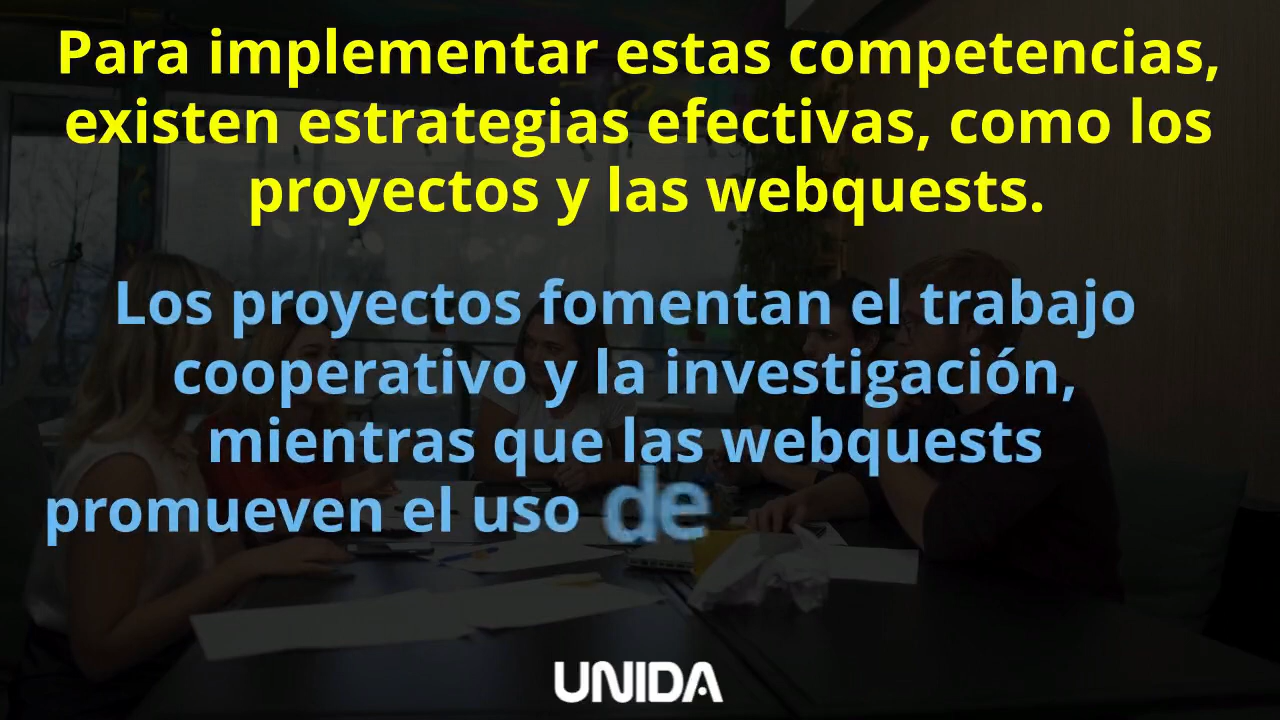 Para implementar estas competencias,
existen estrategias efectivas, como los
proyectos y las webquests.
Los proyectos fomentan el trabajo
cooperativo y la investigación,
mientras que las webquests
promueven el uso de
UNIDA